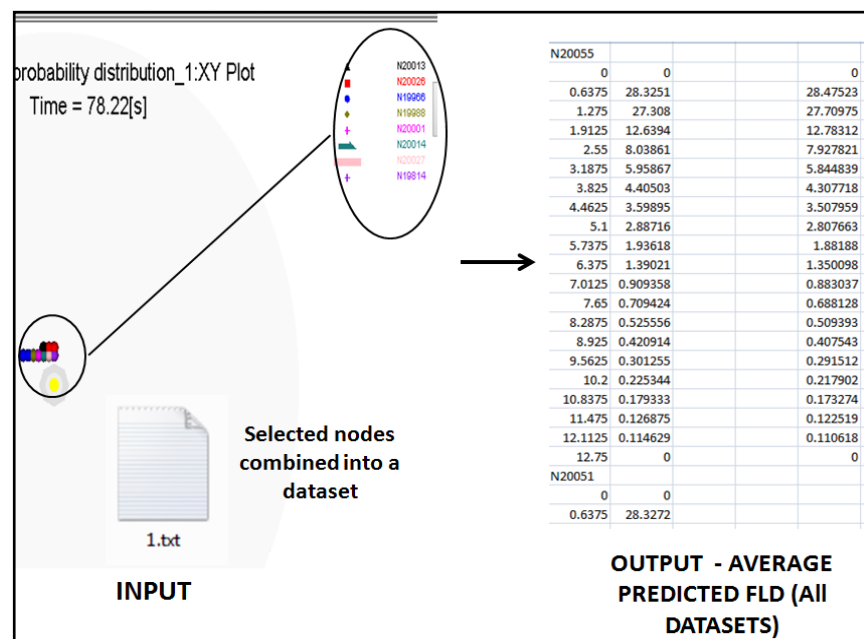 probability distribution_1:XY Plot
Time = 78.22[s]
N20013
N20026
N19966
N19988
N20001
N20014
N20027
N19814
Selected nodes
combined into a
dataset
1.txt
INPUT
N20055
0 0 0
0.6375 28.3251 28.47523
1.275 27.308 27.70975
1.9125 12.6394 12.78312
2.55 8.03861 7.927821
3.1875 5.95867 5.844839
3.825 4.40503 4.307718
4.4625 3.59895 3.507959
5.1 2.88716 2.807663
5.7375 1.93618 1.88188
6.375 1.39021 1.350098
7.0125 0.909358 0.883037
7.65 0.709424 0.688128
8.2875 0.525556 0.509393
8.925 0.420914 0.407543
9.5625 0.301255 0.291512
10.2 0.225344 0.217902
10.8375 0.179333 0.173274
11.475 0.126875 0.122519
12.1125 0.114629 0.110618
12.75 0 0
N20051
0 0
0.6375 28.3272
OUTPUT - AVERAGE
PREDICTED FLD (All
DATASETS)